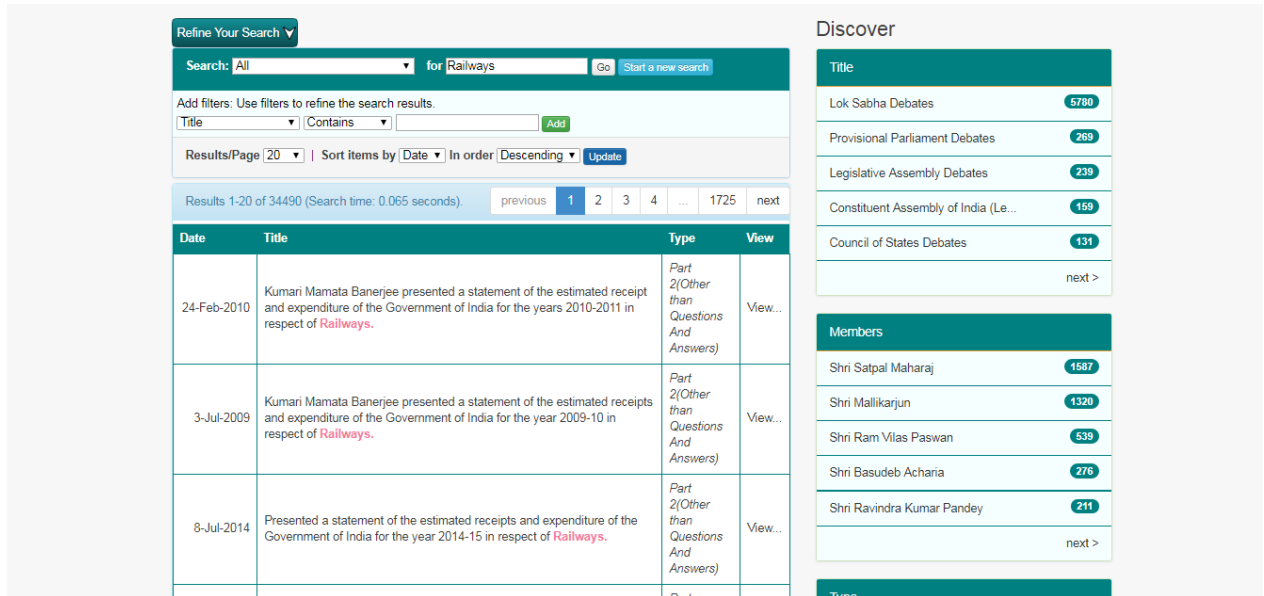 Refine Your Search
Search: All for Railways Go Start a new search
Add filters: Use filters to refine the search results.
Title Contains Add
Results/Page 20 | Sort items by Date In order Descending Update
Results 1-20 of 34490 (Search time: 0.065 seconds). previous 1 2 3 4 ... 1725 next
Date Title Type View
24-Feb-2010
Kumari Mamata Banerjee presented a statement of the estimated receipt
and expenditure of the Government of India for the years 2010-2011 in
respect of Railways.
Part
2(Other
than
Questions
And
Answers)
View...
3-Jul-2009
Kumari Mamata Banerjee presented a statement of the estimated receipts
and expenditure of the Government of India for the year 2009-10 in
respect of Railways.
Part
2(Other
than
Questions
And
Answers)
View...
8-Jul-2014
Presented a statement of the estimated receipts and expenditure of the
Government of India for the year 2014-15 in respect of Railways.
Part
2(Other
than
Questions
And
Answers)
View...
Discover
Title
Lok Sabha Debates 5780
Provisional Parliament Debates 269
Legislative Assembly Debates 239
Constituent Assembly of India (Le... 159
Council of States Debates 131
next >
Members
Shri Satpal Maharaj 1587
Shri Mallikarjun 1320
Shri Ram Vilas Paswan 539
Shri Basudeb Acharia 276
Shri Ravindra Kumar Pandey 211
next >